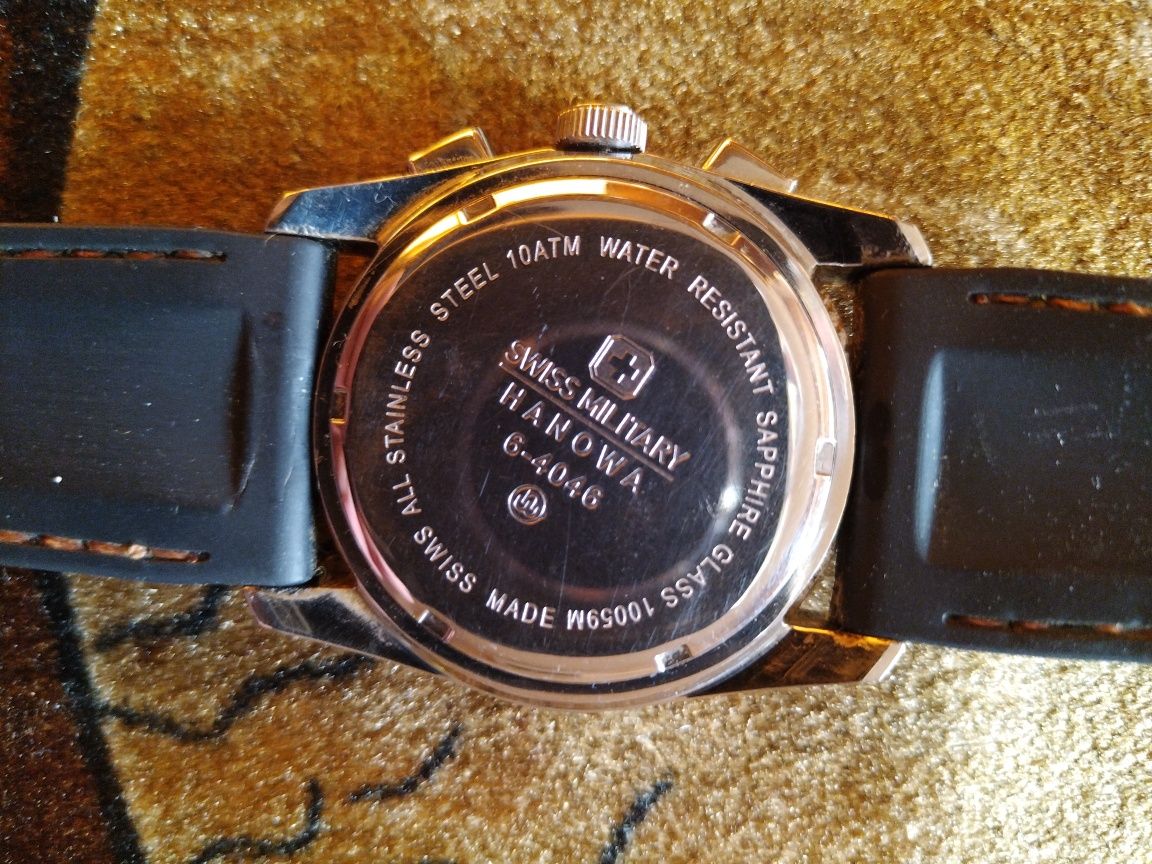 SWISS MILITARY
HANOWA
6-4046
SWISS MADE
ALL STAINLESS STEEL 10ATM WATER RESISTANT SAPPHIRE GLASS 10059M